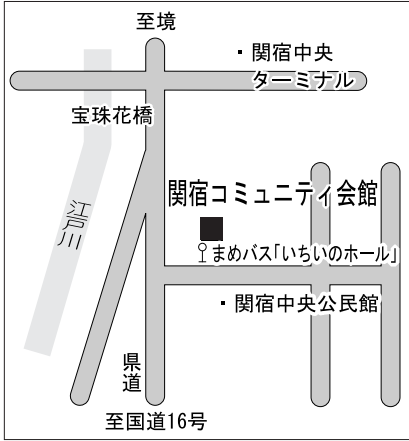 至境
・関宿中央
ターミナル
宝珠花橋
関宿コミュニティ会館
江戸川
まめバス「いちいのホール」
・関宿中央公民館
県道
至国道16号